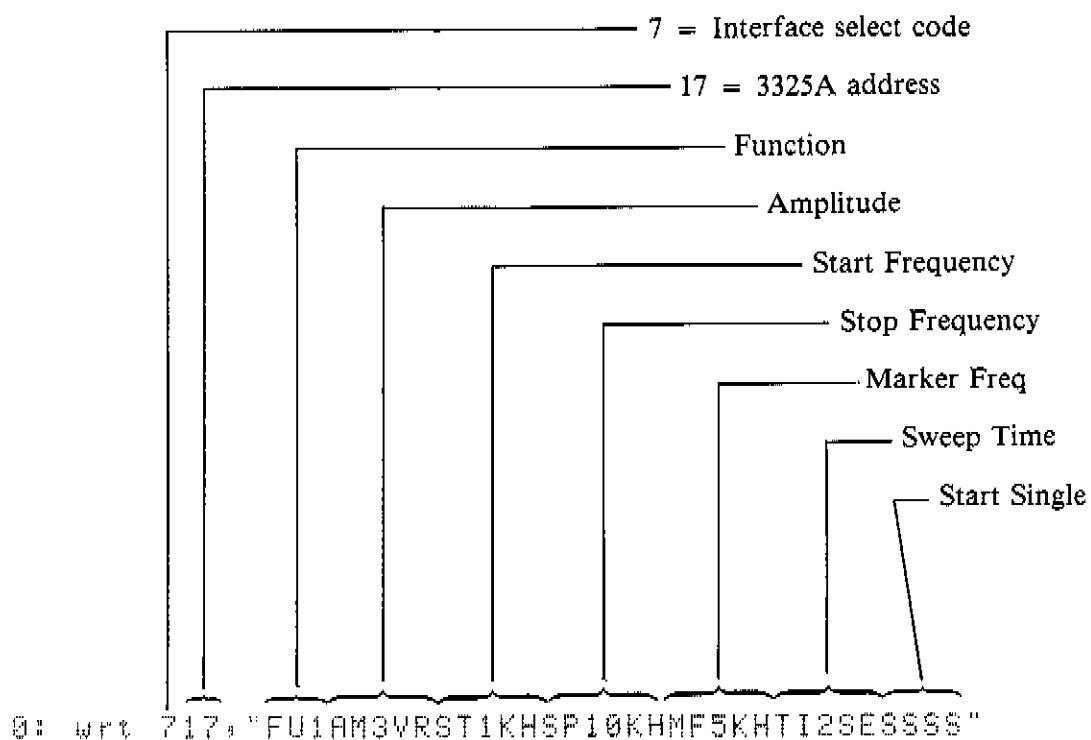 7 = Interface select code
17 = 3325A address
Function
Amplitude
Start Frequency
Stop Frequency
Marker Freq
Sweep Time
Start Single
0: wrt 717,"FU1AM3VRST1KHSP10KHMF5KHTI2SESSSS"